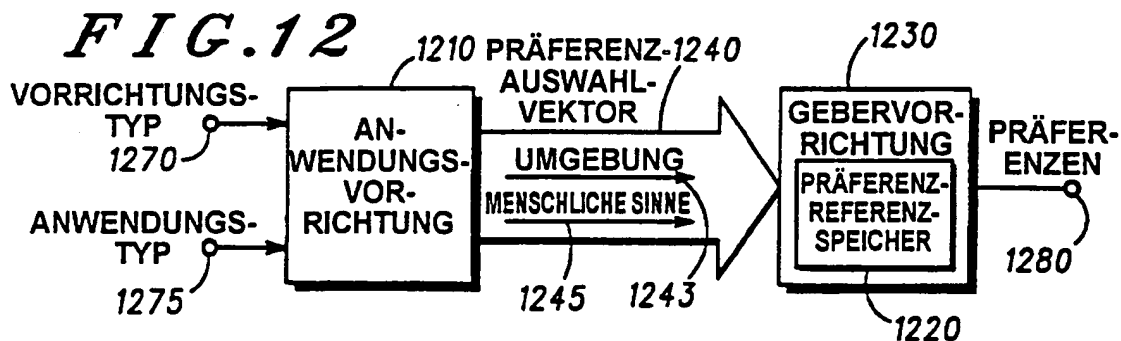 FIG.12
VORRICHTUNGS-
TYP
1270
ANWENDUNGS-
TYP
1275
1210
AN-
WENDUNGS-
VOR-
RICHTUNG
PRÄFERENZ-
AUSWAHL-
VEKTOR
1240
UMGEBUNG
MENSCHLICHE SINNE
1245
1243
1230
GEBERVOR-
RICHTUNG
PRÄFERENZ-
REFERENZ-
SPEICHER
1220
PRÄFER-
ENZEN
1280